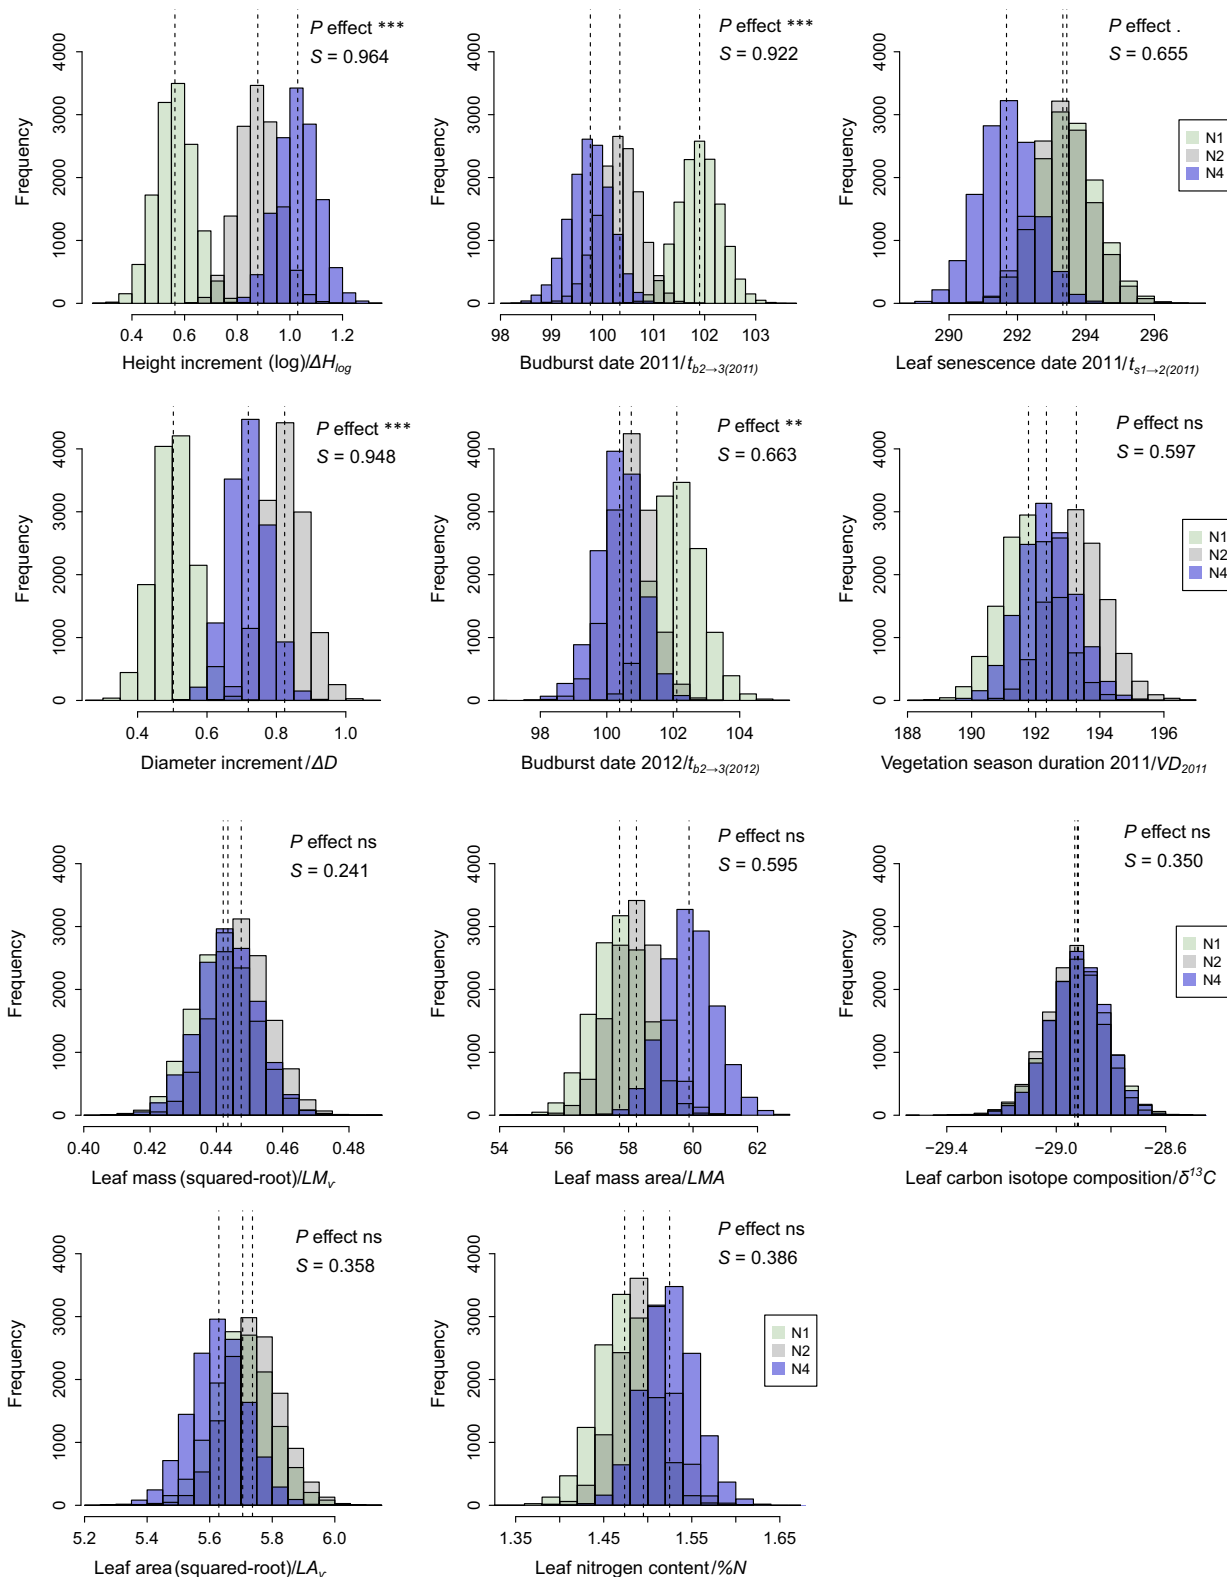 P effect ***
S = 0.964
Frequency
0 1000 2000 3000 4000
0.4 0.6 0.8 1.0 1.2
Height increment (log)/ΔH_log
P effect ***
S = 0.922
Frequency
0 1000 2000 3000 4000
98 99 100 101 102 103
Budburst date 2011/t_b2→3(2011)
P effect .
S = 0.655
Frequency
0 1000 2000 3000 4000
290 292 294 296
Leaf senescence date 2011/t_s1→2(2011)
N1
N2
N4
P effect ***
S = 0.948
Frequency
0 1000 2000 3000 4000
0.4 0.6 0.8 1.0
Diameter increment/ΔD
P effect **
S = 0.663
Frequency
0 1000 2000 3000 4000
98 100 102 104
Budburst date 2012/t_b2→3(2012)
P effect ns
S = 0.597
Frequency
0 1000 2000 3000 4000
188 190 192 194 196
Vegetation season duration 2011/VD_2011
N1
N2
N4
P effect ns
S = 0.241
Frequency
0 1000 2000 3000 4000
0.40 0.42 0.44 0.46 0.48
Leaf mass (squared-root)/LM_√
P effect ns
S = 0.595
Frequency
0 1000 2000 3000 4000
54 56 58 60 62
Leaf mass area/LMA
P effect ns
S = 0.350
Frequency
0 1000 2000 3000 4000
−29.4 −29.0 −28.6
Leaf carbon isotope composition/δ¹³C
N1
N2
N4
P effect ns
S = 0.358
Frequency
0 1000 2000 3000 4000
5.2 5.4 5.6 5.8 6.0
Leaf area (squared-root)/LA_√
P effect ns
S = 0.386
Frequency
0 1000 2000 3000 4000
1.35 1.45 1.55 1.65
Leaf nitrogen content/%N
N1
N2
N4